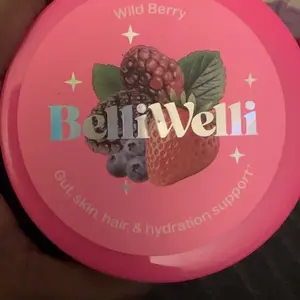 Wild Berry
BelliWelli
Gut, skin, hair, & hydration support*